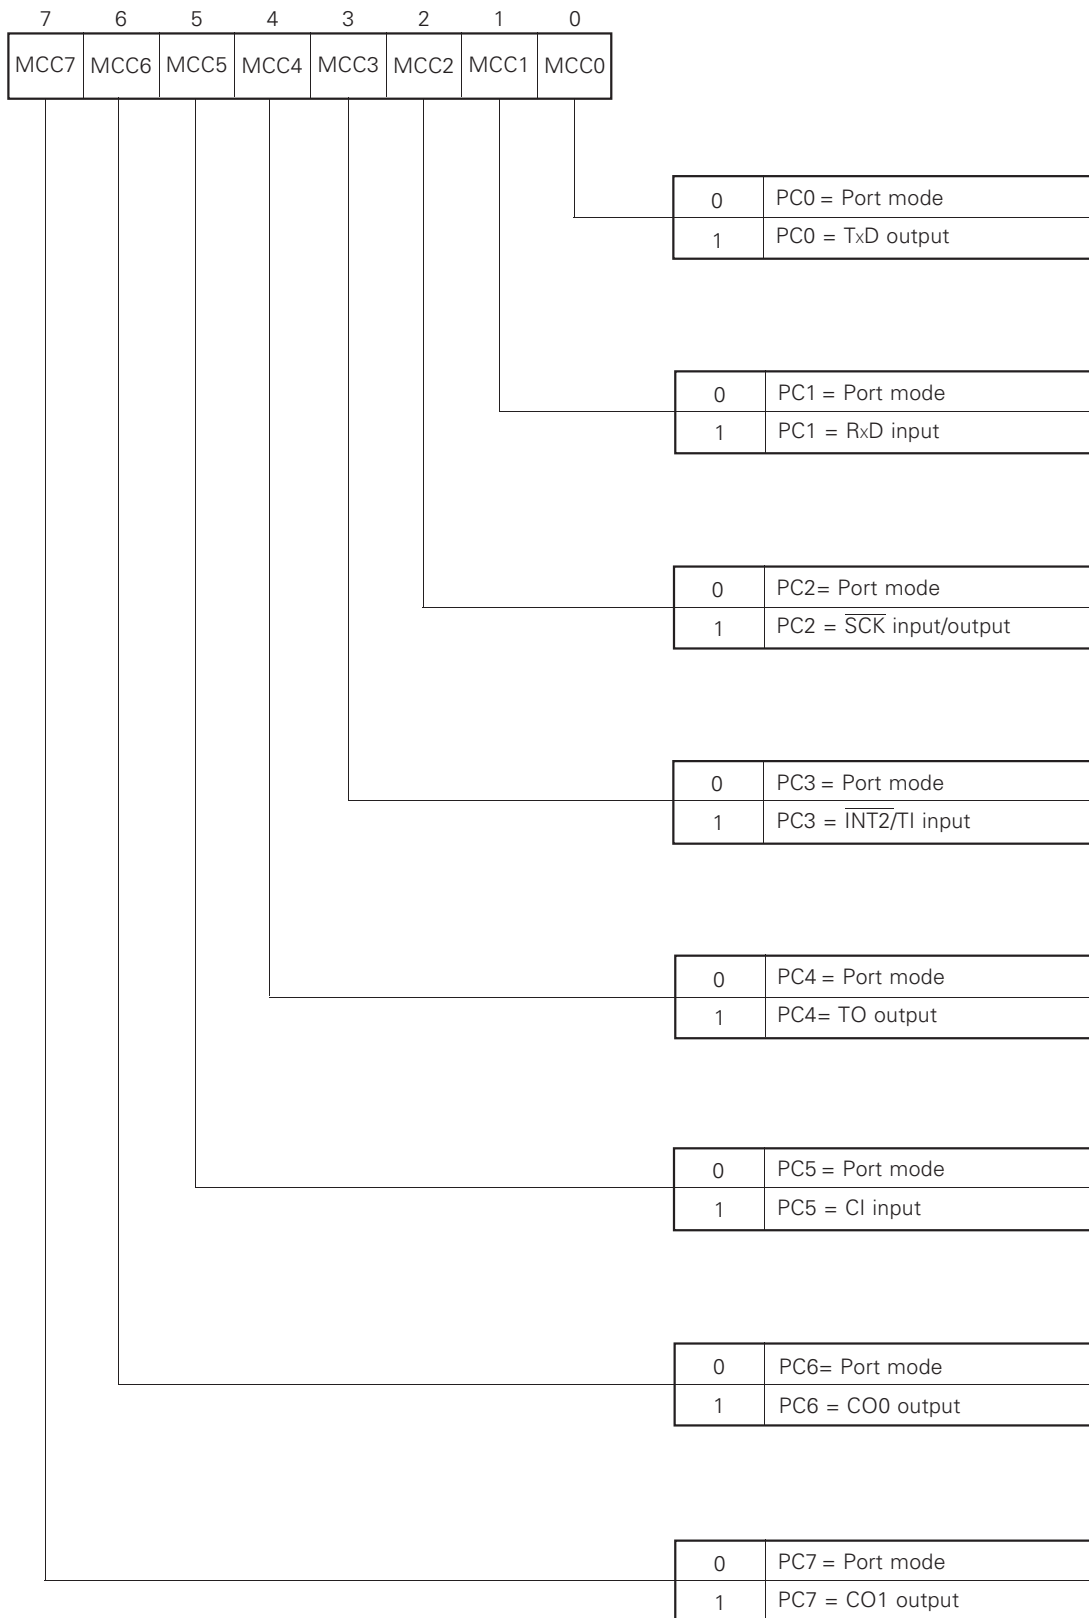 7 6 5 4 3 2 1 0
MCC7 MCC6 MCC5 MCC4 MCC3 MCC2 MCC1 MCC0
0 PC0 = Port mode
1 PC0 = TxD output
0 PC1 = Port mode
1 PC1 = RxD input
0 PC2= Port mode
1 PC2 = S̅C̅K̅ input/output
0 PC3 = Port mode
1 PC3 = I̅N̅T̅2̅/TI input
0 PC4 = Port mode
1 PC4= TO output
0 PC5 = Port mode
1 PC5 = CI input
0 PC6= Port mode
1 PC6 = CO0 output
0 PC7 = Port mode
1 PC7 = CO1 output